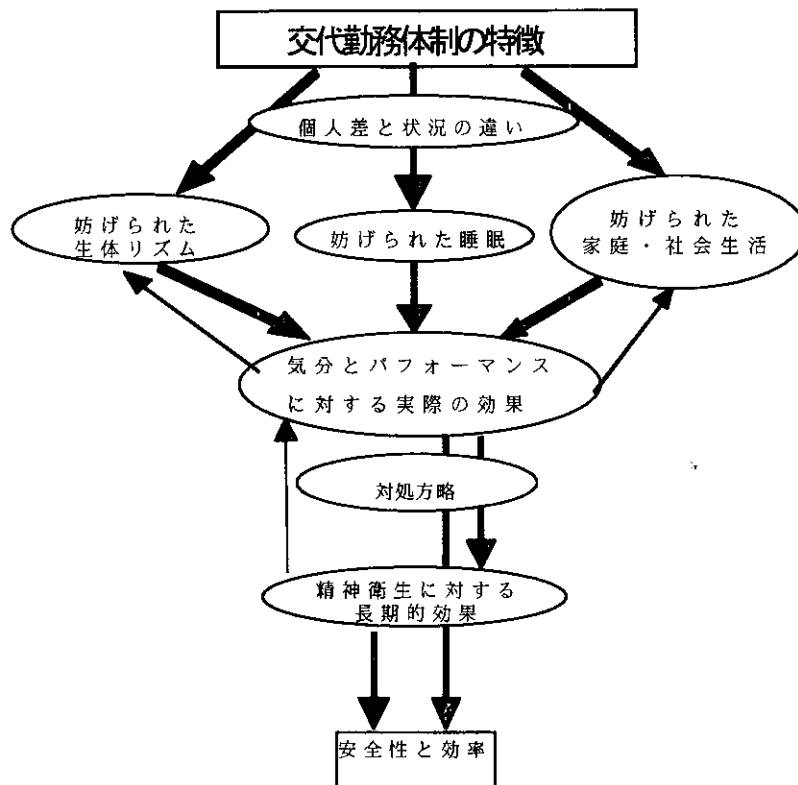 交代勤務体制の特徴
個人差と状況の違い
妨げられた
生体リズム
妨げられた睡眠
妨げられた
家庭・社会生活
気分とパフォーマンス
に対する実際の効果
対処方略
精神衛生に対する
長期的効果
安全性と効率